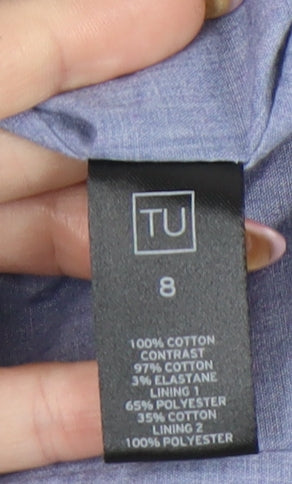 TU
8
100% COTTON
CONTRAST
97% COTTON
3% ELASTANE
LINING 1
65% POLYESTER
35% COTTON
LINING 2
100% POLYESTER